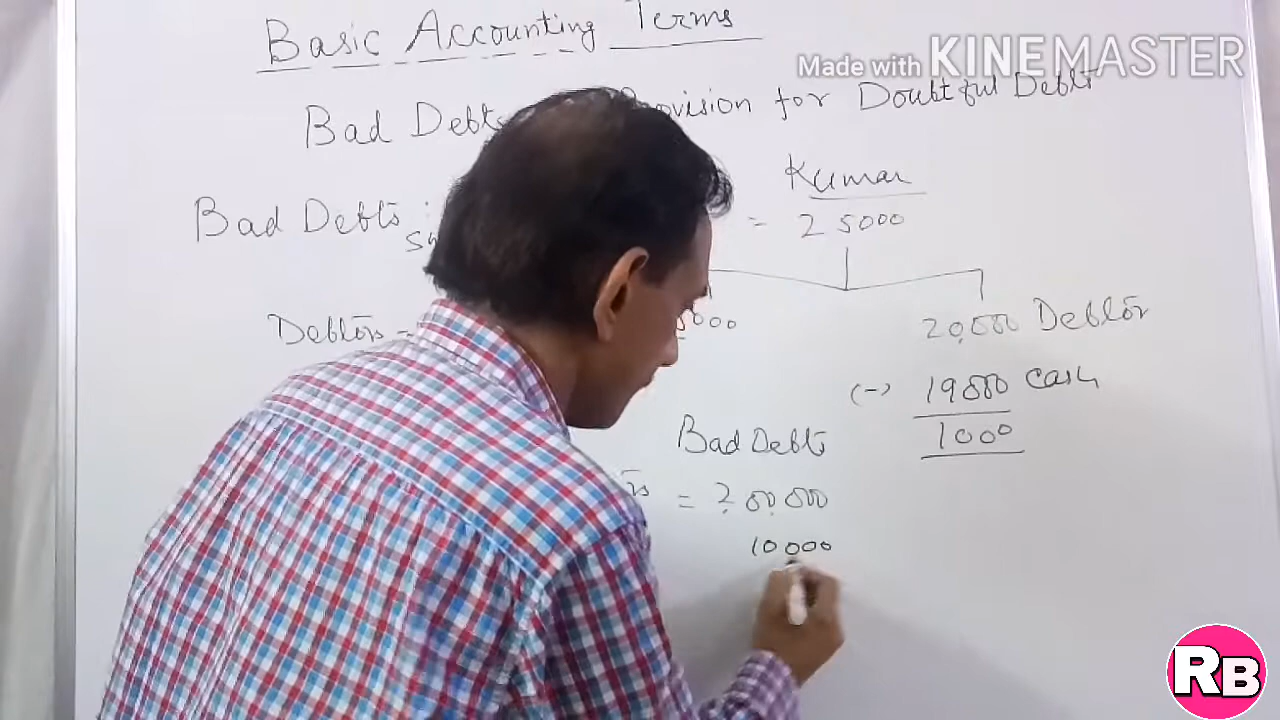 Basic Accounting Terms
Made with KINEMASTER
Bad Debts Provision for Doubtful Debts
Kumar
Bad Debts : = 25000
Debtors = 000
20,000 Debtor
(-) 19000 Cash
1000
Bad Debts
= 2,00,000
10000
RB